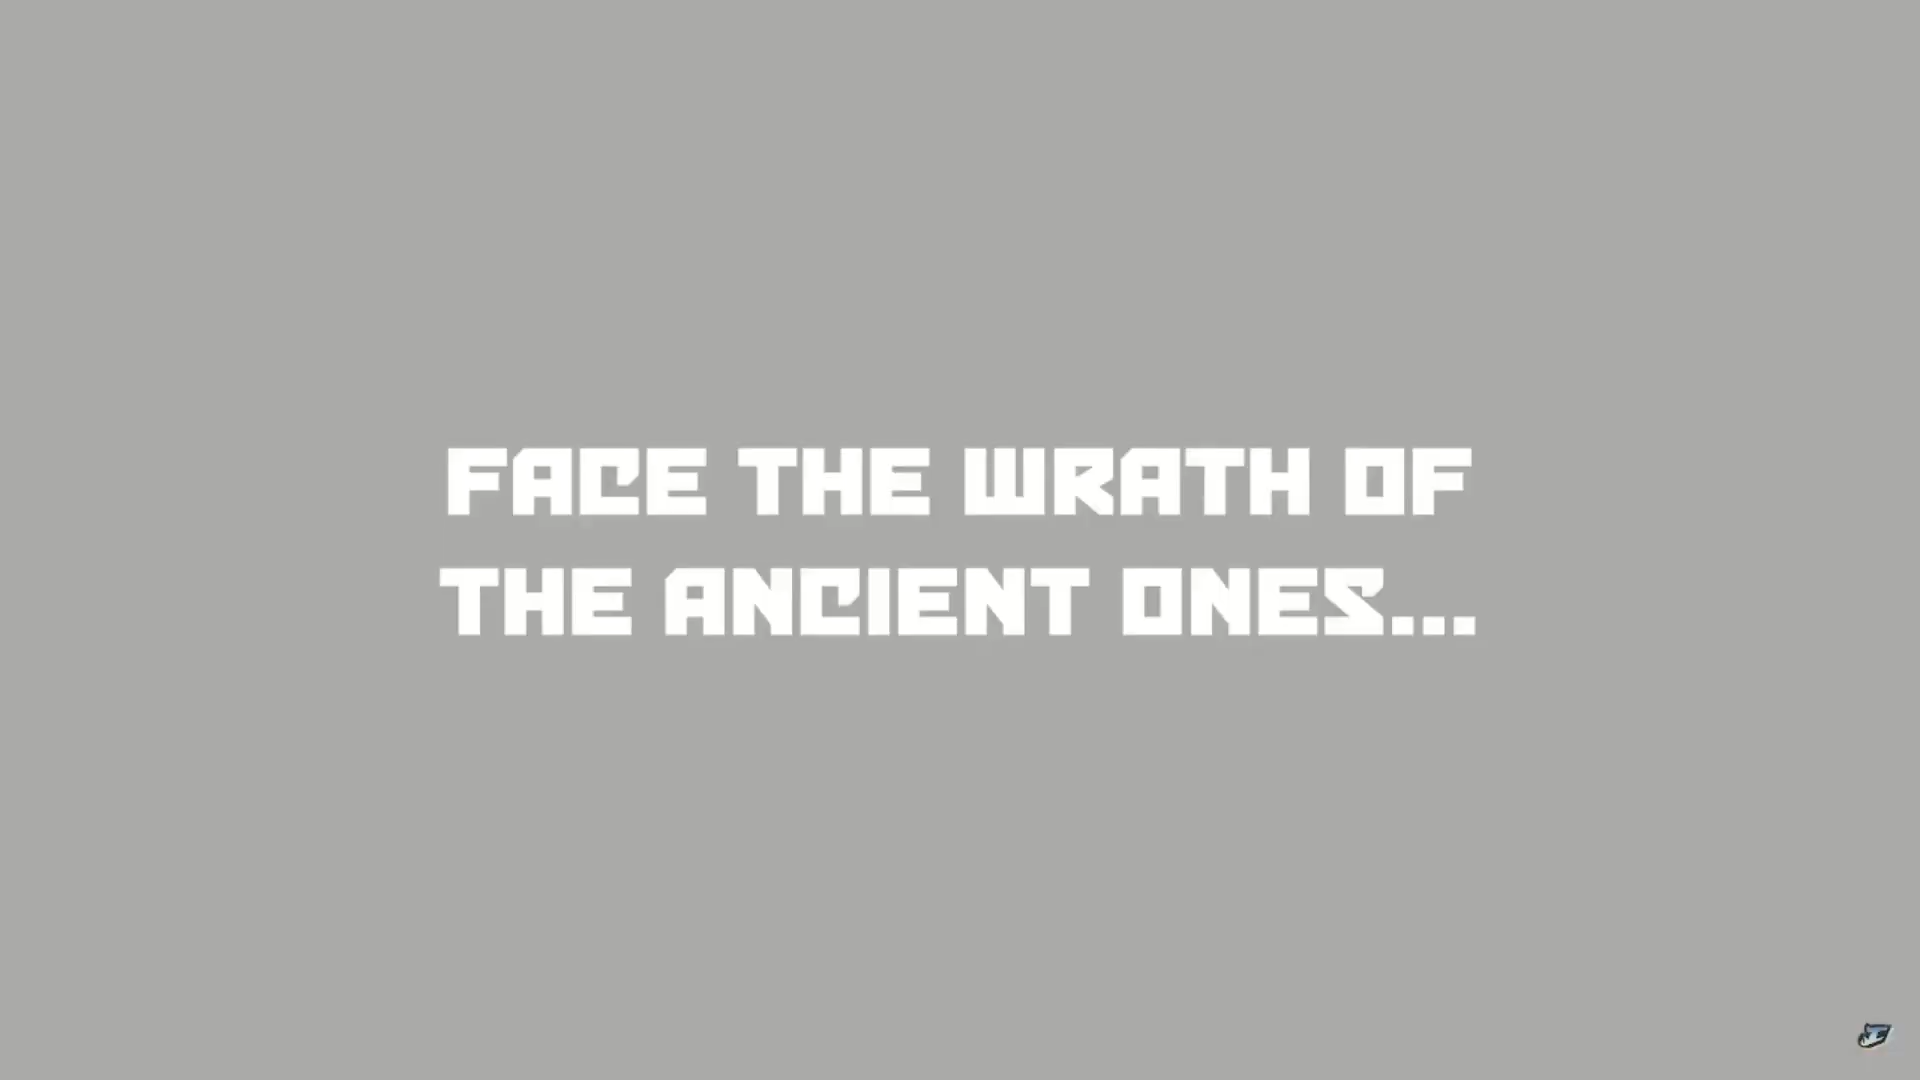 FACE THE WRATH OF
THE ANCIENT ONES...